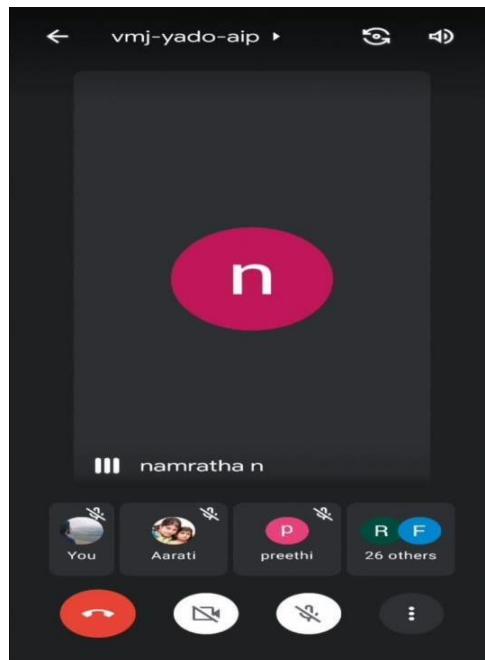 vmj-yado-aip
n
namratha n
You
Aarati
P
preethi
R F
26 others